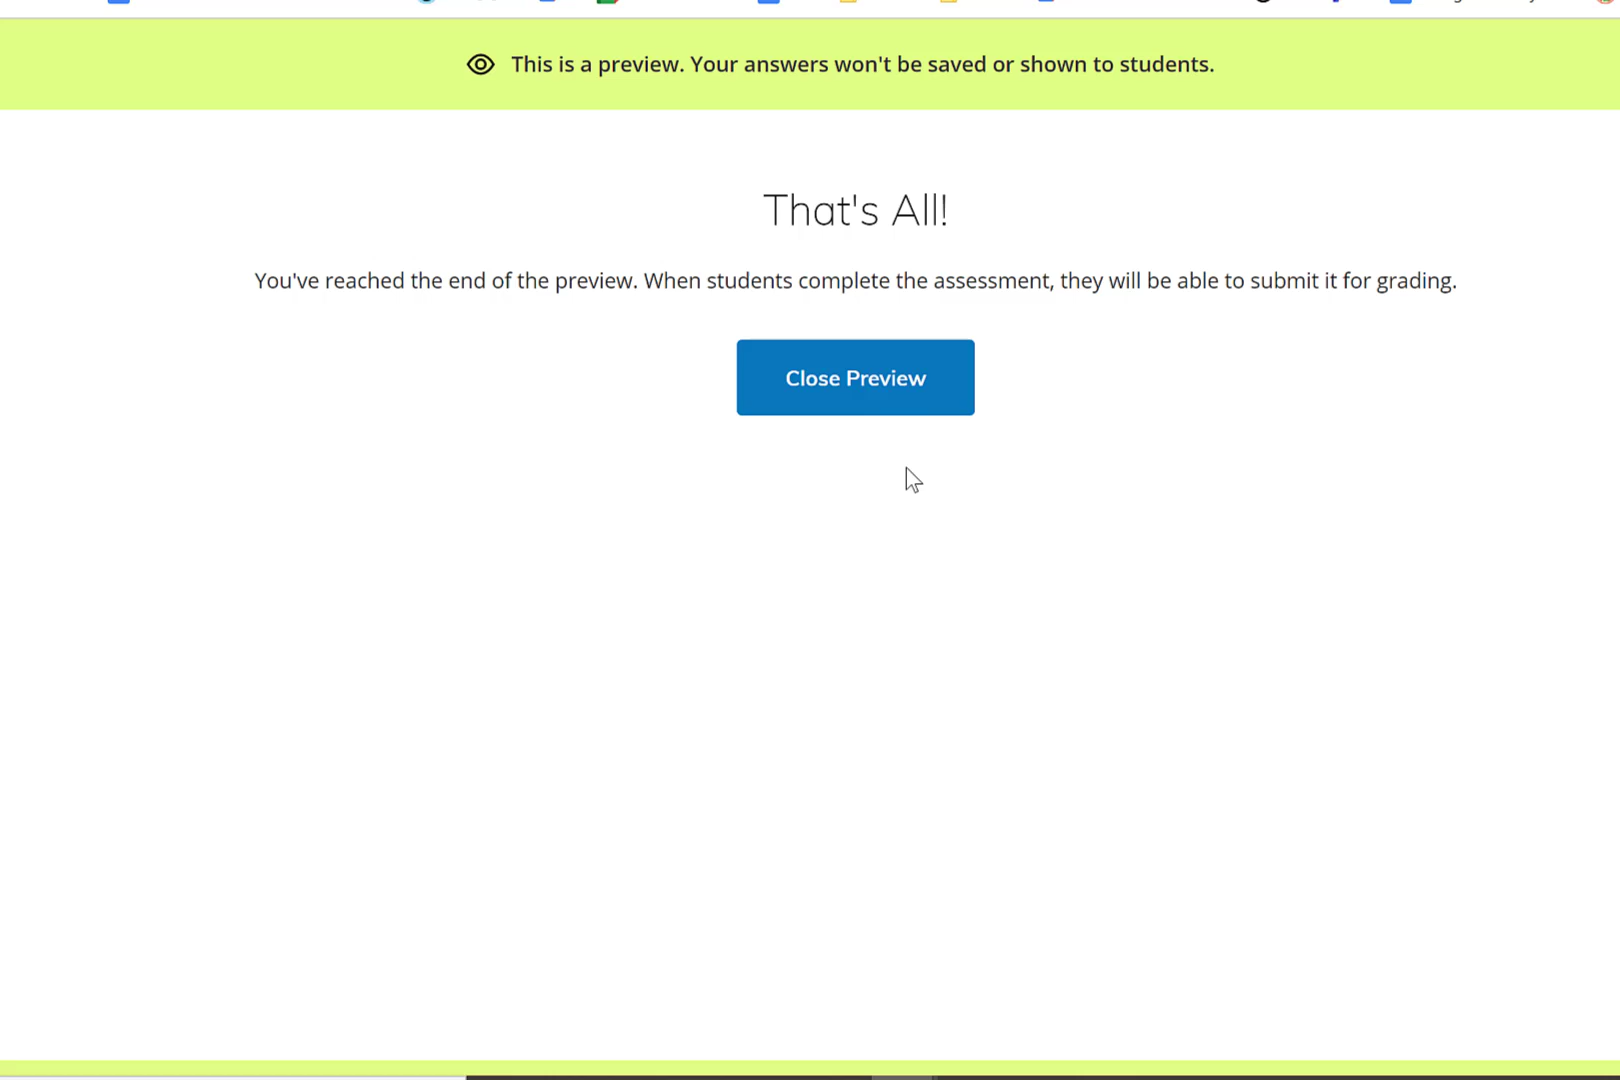 This is a preview. Your answers won't be saved or shown to students.
That's All!
You've reached the end of the preview. When students complete the assessment, they will be able to submit it for grading.
Close Preview